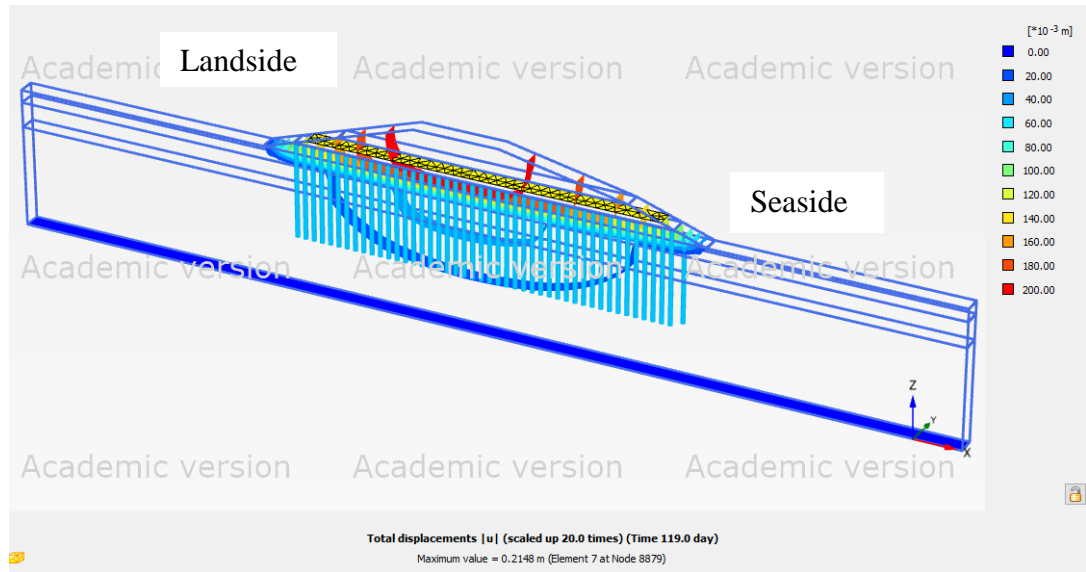 [*10⁻³ m]
Landside
0.00
Academic version Academic version Academic version
20.00
40.00
60.00
80.00
100.00
120.00
140.00
160.00
180.00
200.00
Seaside
Academic version Academic version Academic version
Z
Y
X
Academic version Academic version Academic version
Total displacements |u| (scaled up 20.0 times) (Time 119.0 day)
Maximum value = 0.2148 m (Element 7 at Node 8879)